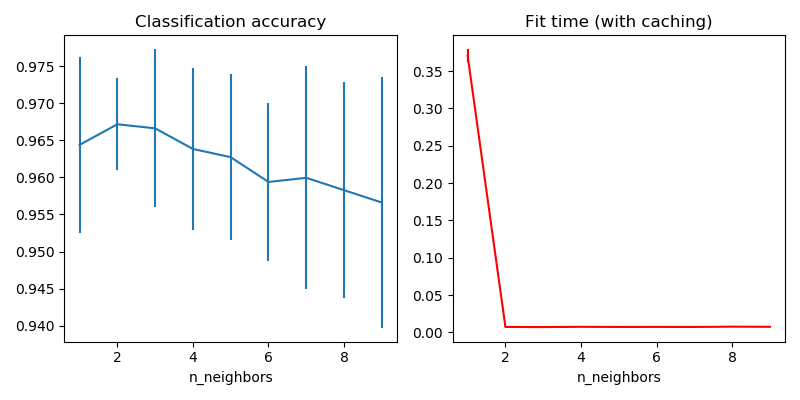 Classification accuracy
0.975
0.970
0.965
0.960
0.955
0.950
0.945
0.940
2 4 6 8
n_neighbors
Fit time (with caching)
0.35
0.30
0.25
0.20
0.15
0.10
0.05
0.00
2 4 6 8
n_neighbors